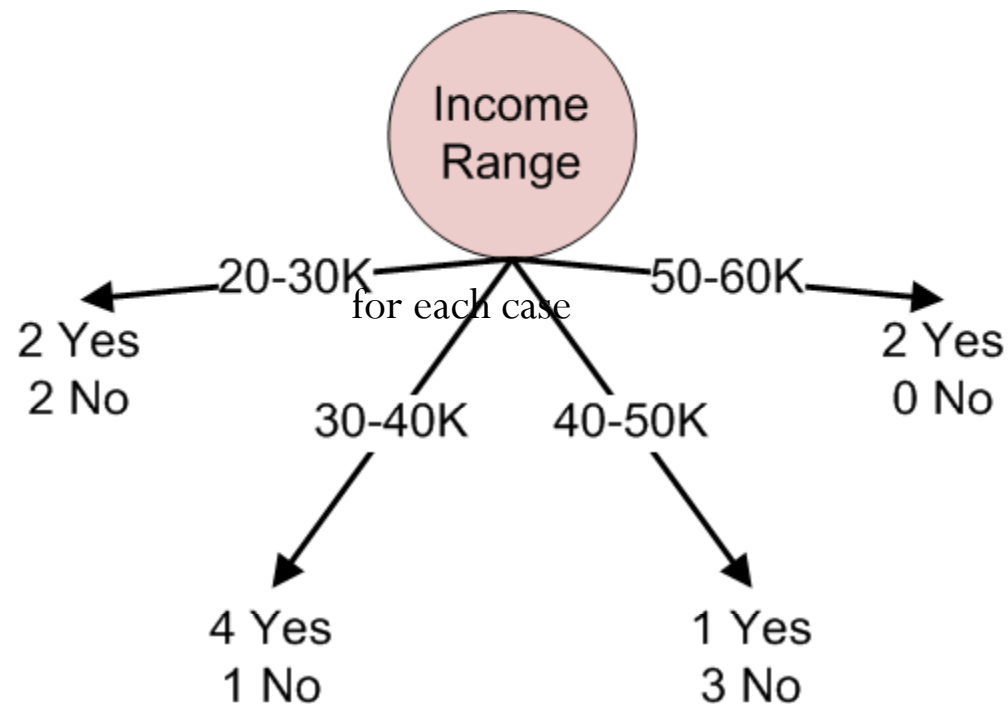 Income
Range
20-30K
50-60K
for each case
2 Yes
2 No
2 Yes
0 No
30-40K
40-50K
4 Yes
1 No
1 Yes
3 No